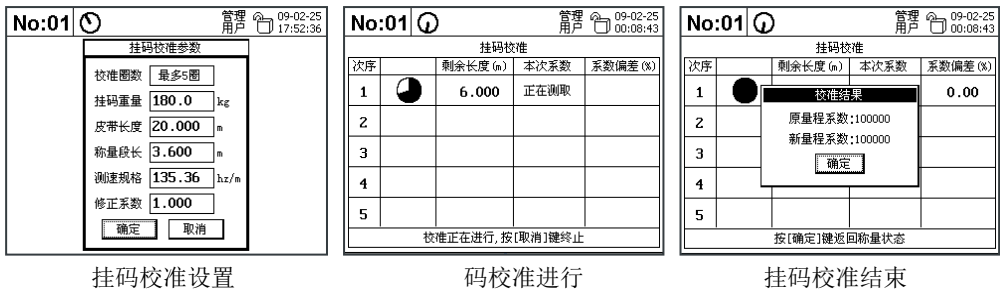 No:01 管理用户 09-02-25 17:52:36
挂码校准参数
校准圈数 最多5圈
挂码重量 180.0 kg
皮带长度 20.000 m
称量段长 3.600 m
测速规格 135.36 hz/m
修正系数 1.000
确定 取消
挂码校准设置
No:01 管理用户 09-02-25 00:08:43
挂码校准
次序 剩余长度(m) 本次系数 系数偏差(%)
1 6.000 正在测取
2
3
4
5
校准正在进行,按[取消]键终止
码校准进行
No:01 管理用户 09-02-25 00:08:43
挂码校准
次序 剩余长度(m) 本次系数 系数偏差(%)
1 0.00
校准结果
原量程系数:100000
新量程系数:100000
确定
2
3
4
5
按[确定]键返回称量状态
挂码校准结束